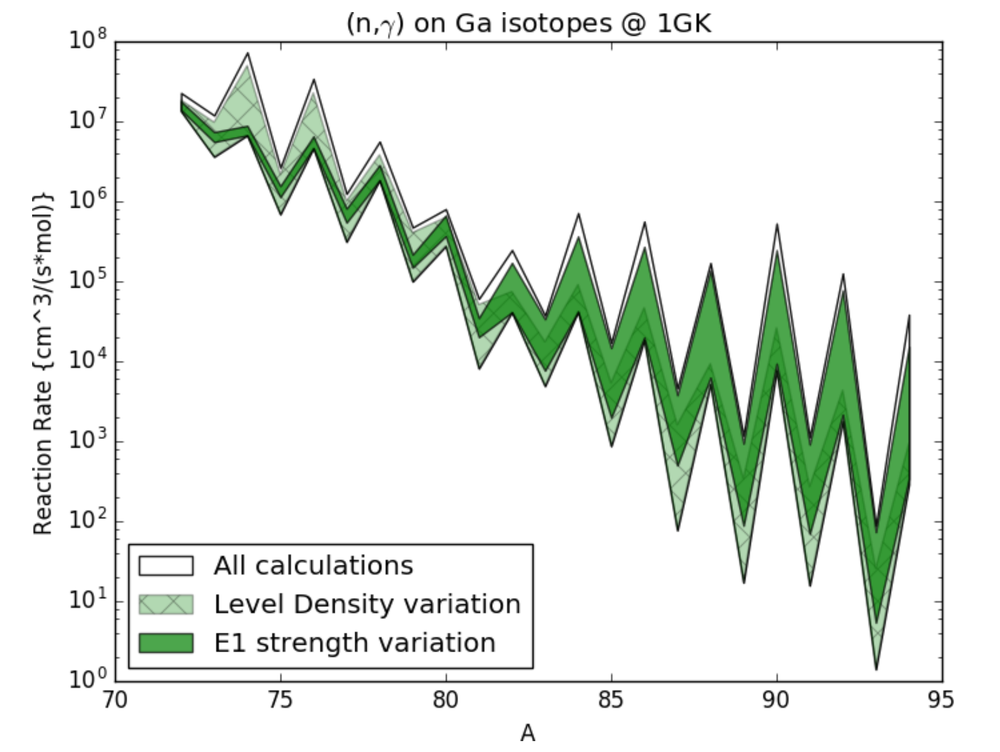 (n,γ) on Ga isotopes @ 1GK
10^8
10^7
10^6
10^5
10^4
10^3
10^2
10^1
10^0
Reaction Rate {cm^3/(s*mol)}
All calculations
Level Density variation
E1 strength variation
70 75 80 85 90 95
A